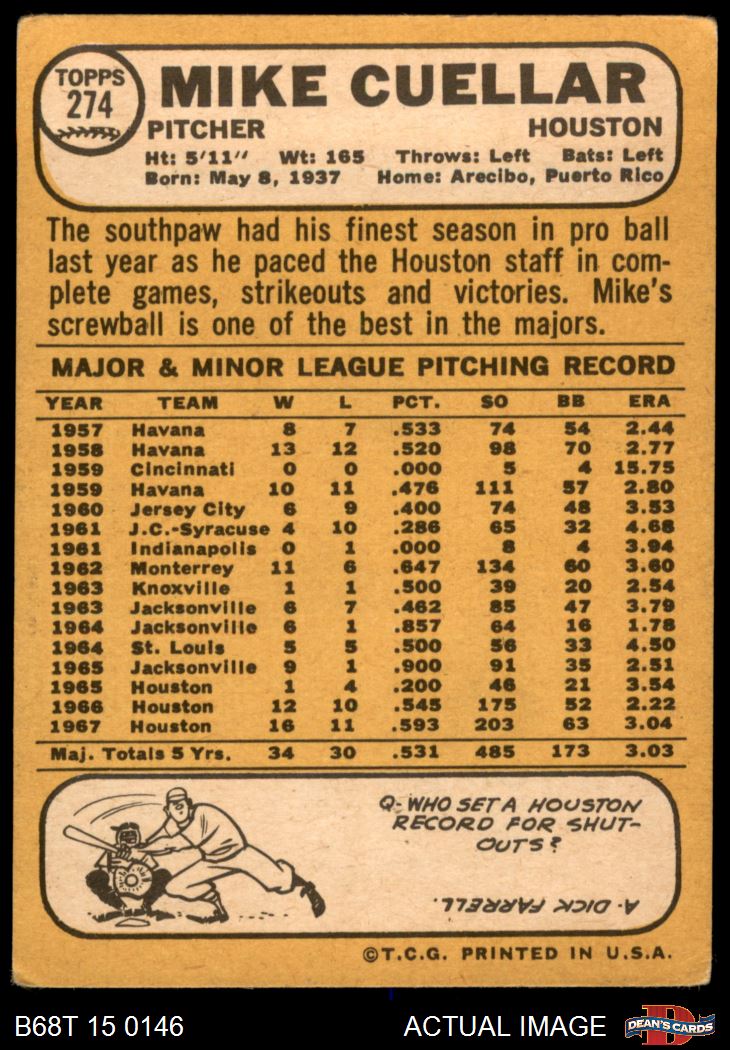 TOPPS
274
MIKE CUELLAR
PITCHER HOUSTON
Ht: 5'11" Wt: 165 Throws: Left Bats: Left
Born: May 8, 1937 Home: Arecibo, Puerto Rico
The southpaw had his finest season in pro ball
last year as he paced the Houston staff in com-
plete games, strikeouts and victories. Mike's
screwball is one of the best in the majors.
MAJOR & MINOR LEAGUE PITCHING RECORD
YEAR TEAM W L PCT. SO BB ERA
1957 Havana 8 7 .533 74 54 2.44
1958 Havana 13 12 .520 98 70 2.77
1959 Cincinnati 0 0 .000 5 4 15.75
1959 Havana 10 11 .476 111 57 2.80
1960 Jersey City 6 9 .400 74 48 3.53
1961 J.C.-Syracuse 4 10 .286 65 32 4.68
1961 Indianapolis 0 1 .000 8 4 3.94
1962 Monterrey 11 6 .647 134 60 3.60
1963 Knoxville 1 1 .500 39 20 2.54
1963 Jacksonville 6 7 .462 85 47 3.79
1964 Jacksonville 6 1 .857 64 16 1.78
1964 St. Louis 5 5 .500 56 33 4.50
1965 Jacksonville 9 1 .900 91 35 2.51
1965 Houston 1 4 .200 46 21 3.54
1966 Houston 12 10 .545 175 52 2.22
1967 Houston 16 11 .593 203 63 3.04
Maj. Totals 5 Yrs. 34 30 .531 485 173 3.03
Q-WHO SET A HOUSTON
RECORD FOR SHUT-
OUTS?
A. DICK FARRELL.
©T.C.G. PRINTED IN U.S.A.
B68T 15 0146 ACTUAL IMAGE
D
DEAN'S CARDS